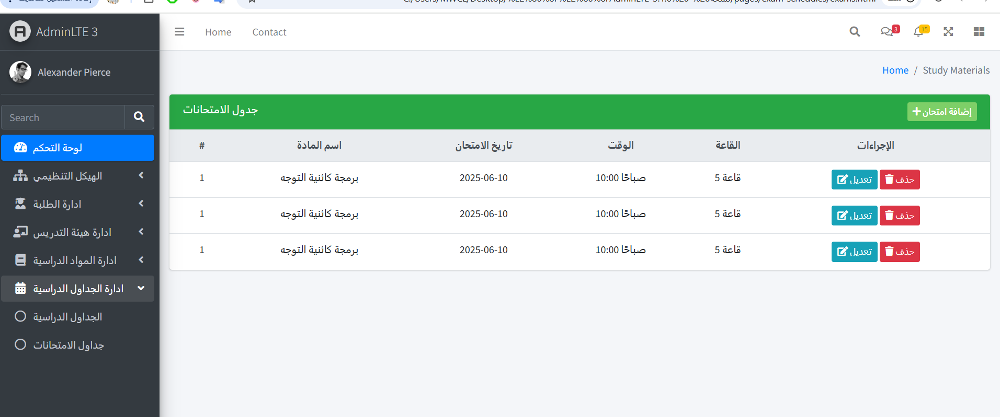 AdminLTE 3
Home
Contact
3
15
Alexander Pierce
Home / Study Materials
Search
جدول الامتحانات
إضافة امتحان
لوحة التحكم
الهيكل التنظيمي
ادارة الطلبة
ادارة هيئة التدريس
ادارة المواد الدراسية
ادارة الجداول الدراسية
الجداول الدراسية
جداول الامتحانات
# اسم المادة تاريخ الامتحان الوقت القاعة الإجراءات
1 برمجة كائنية التوجه 2025-06-10 10:00 صباحًا قاعة 5 تعديل حذف
1 برمجة كائنية التوجه 2025-06-10 10:00 صباحًا قاعة 5 تعديل حذف
1 برمجة كائنية التوجه 2025-06-10 10:00 صباحًا قاعة 5 تعديل حذف